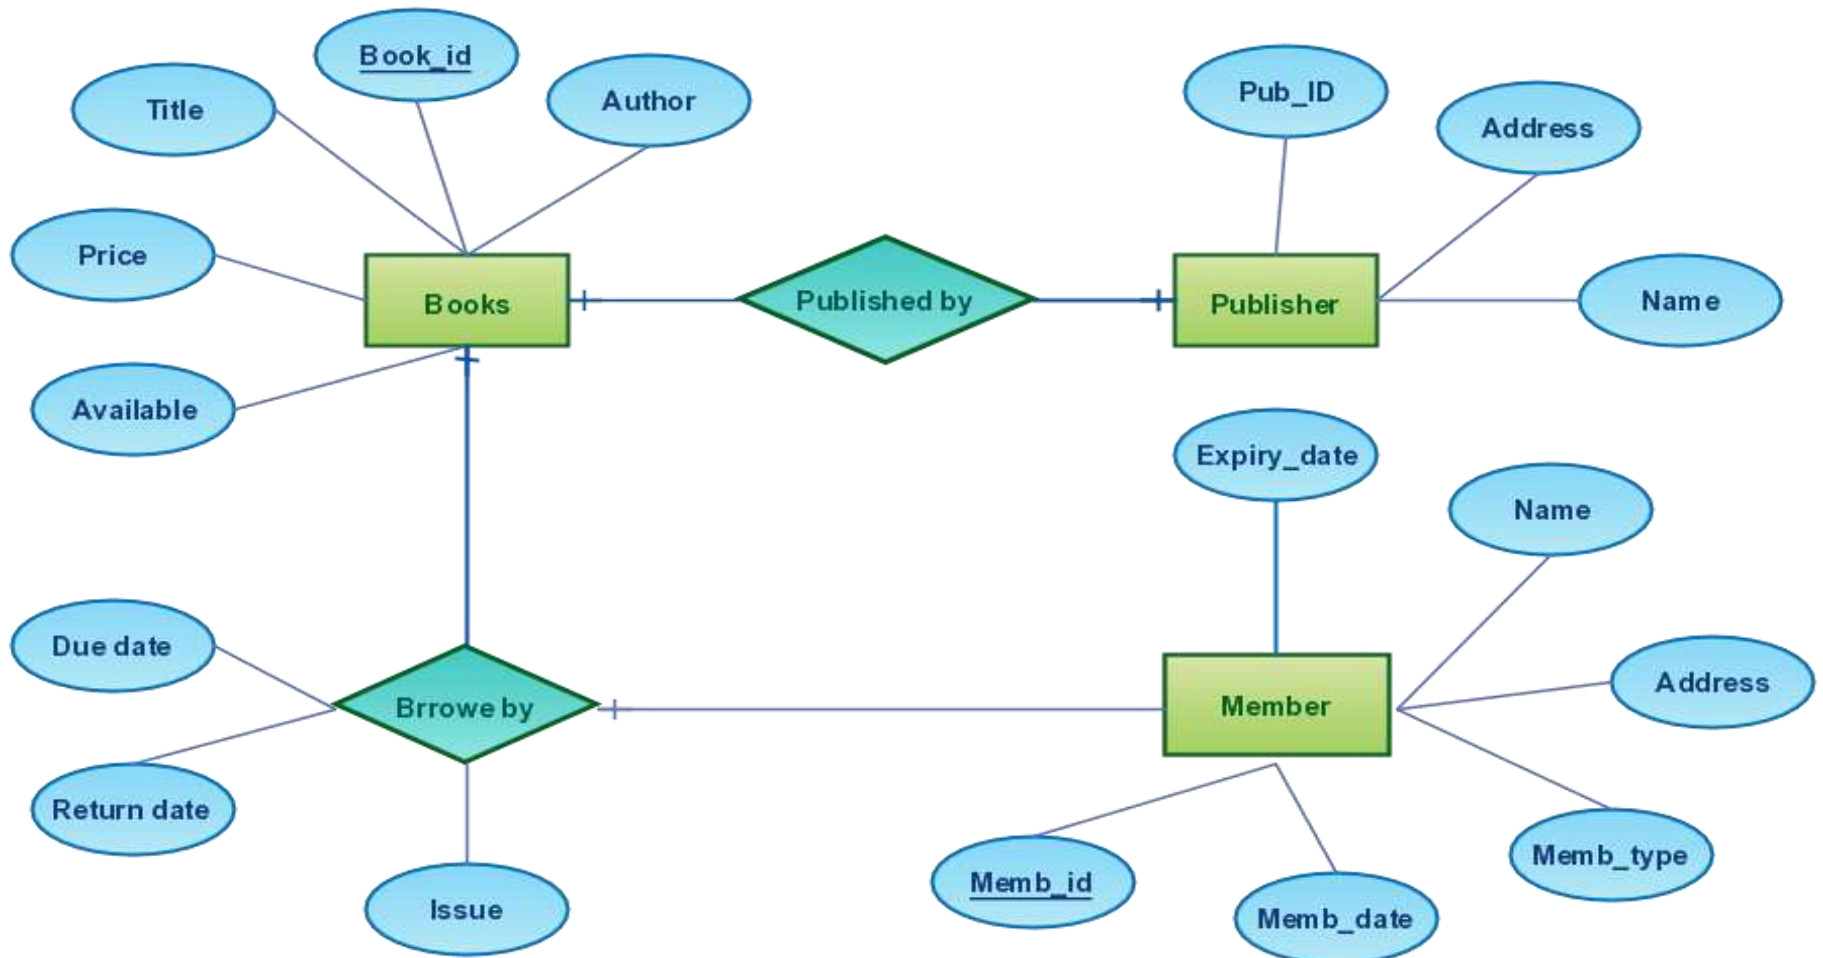 Book_id
Title
Author
Pub_ID
Address
Price
Books
Published by
Publisher
Name
Available
Expiry_date
Name
Due date
Brrowe by
Member
Address
Return date
Memb_type
Issue
Memb_id
Memb_date